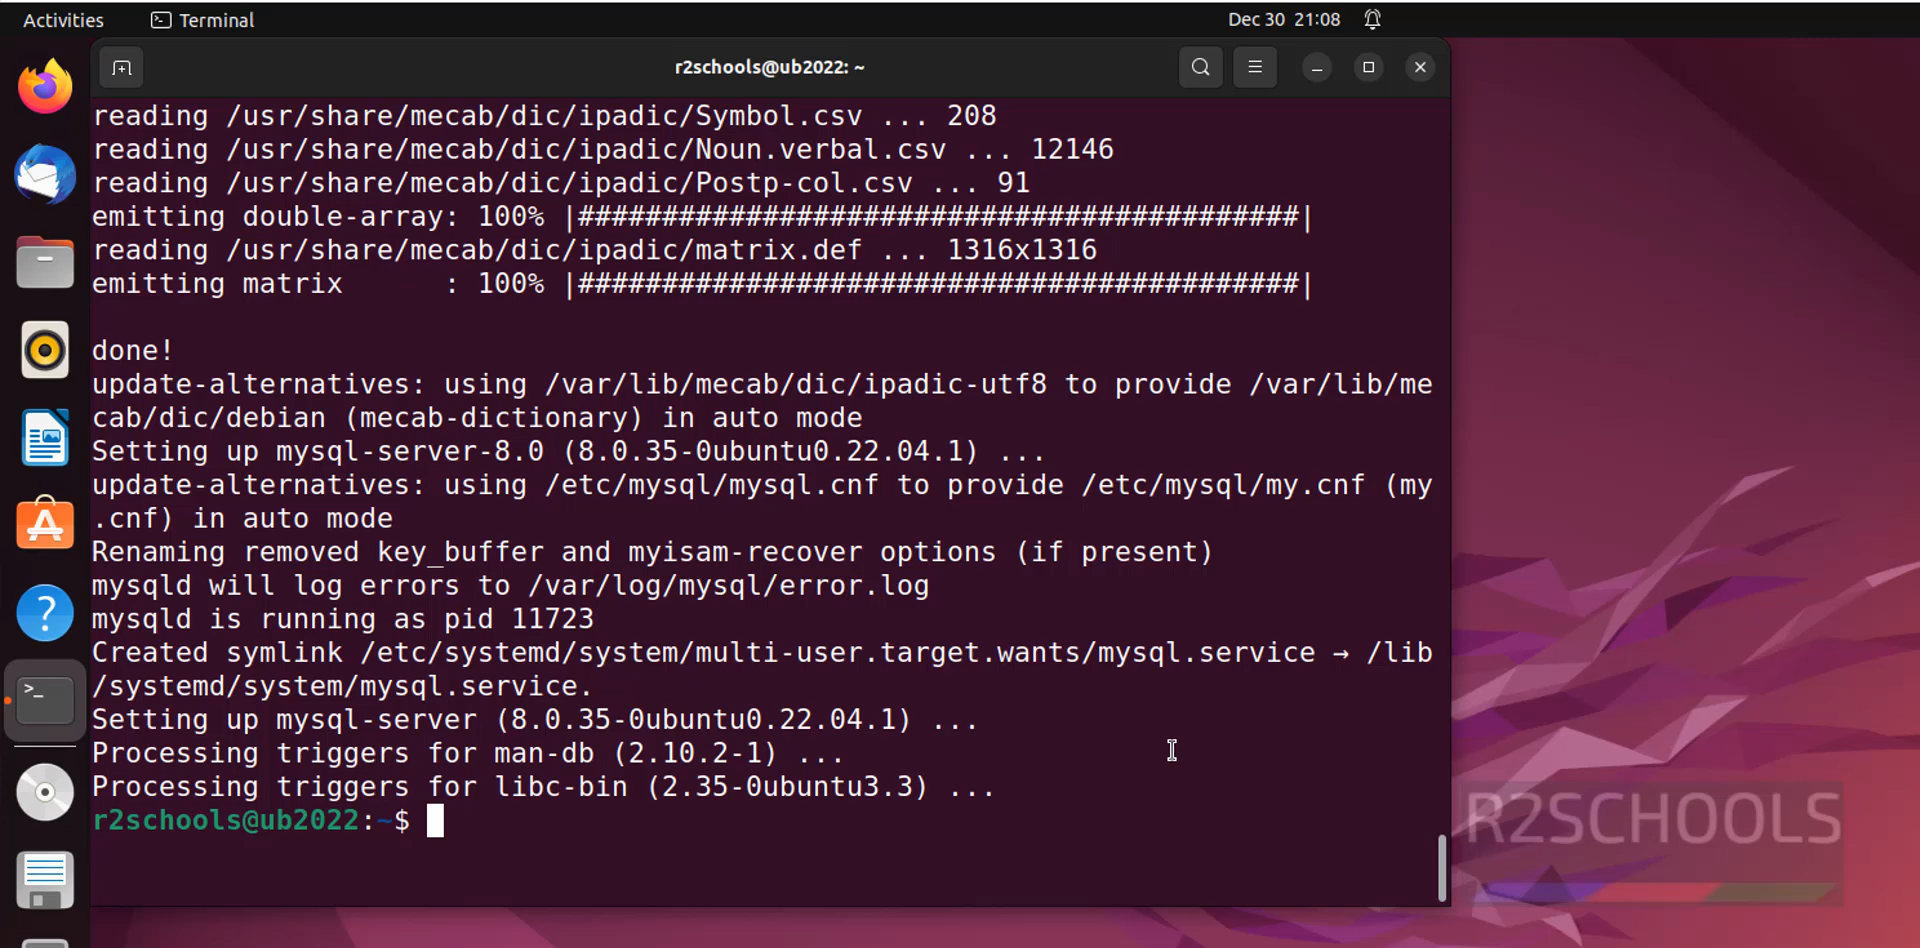 Activities
Terminal
Dec 30 21:08
r2schools@ub2022: ~
reading /usr/share/mecab/dic/ipadic/Symbol.csv ... 208
reading /usr/share/mecab/dic/ipadic/Noun.verbal.csv ... 12146
reading /usr/share/mecab/dic/ipadic/Postp-col.csv ... 91
emitting double-array: 100% |###########################################|
reading /usr/share/mecab/dic/ipadic/matrix.def ... 1316x1316
emitting matrix      : 100% |###########################################|
done!
update-alternatives: using /var/lib/mecab/dic/ipadic-utf8 to provide /var/lib/me
cab/dic/debian (mecab-dictionary) in auto mode
Setting up mysql-server-8.0 (8.0.35-0ubuntu0.22.04.1) ...
update-alternatives: using /etc/mysql/mysql.cnf to provide /etc/mysql/my.cnf (my
.cnf) in auto mode
Renaming removed key_buffer and myisam-recover options (if present)
mysqld will log errors to /var/log/mysql/error.log
mysqld is running as pid 11723
Created symlink /etc/systemd/system/multi-user.target.wants/mysql.service → /lib
/systemd/system/mysql.service.
Setting up mysql-server (8.0.35-0ubuntu0.22.04.1) ...
Processing triggers for man-db (2.10.2-1) ...
Processing triggers for libc-bin (2.35-0ubuntu3.3) ...
r2schools@ub2022:~$
R2SCHOOLS